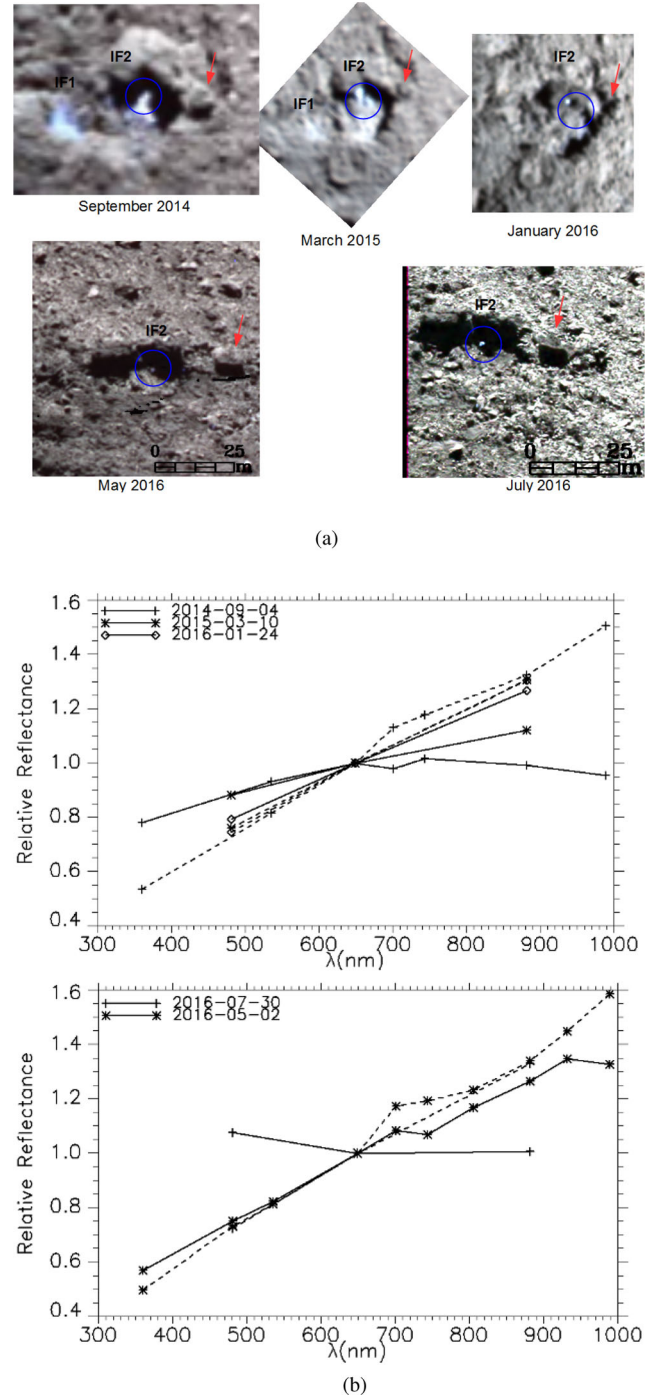 IF2
IF1
September 2014
IF2
IF1
March 2015
IF2
January 2016
IF2
0 25
m
May 2016
IF2
0 25
m
July 2016
(a)
2014-09-04
2015-03-10
2016-01-24
Relative Reflectance
1.6
1.4
1.2
1.0
0.8
0.6
0.4
300 400 500 600 700 800 900 1000
λ(nm)
2016-07-30
2016-05-02
Relative Reflectance
1.6
1.4
1.2
1.0
0.8
0.6
0.4
300 400 500 600 700 800 900 1000
λ(nm)
(b)